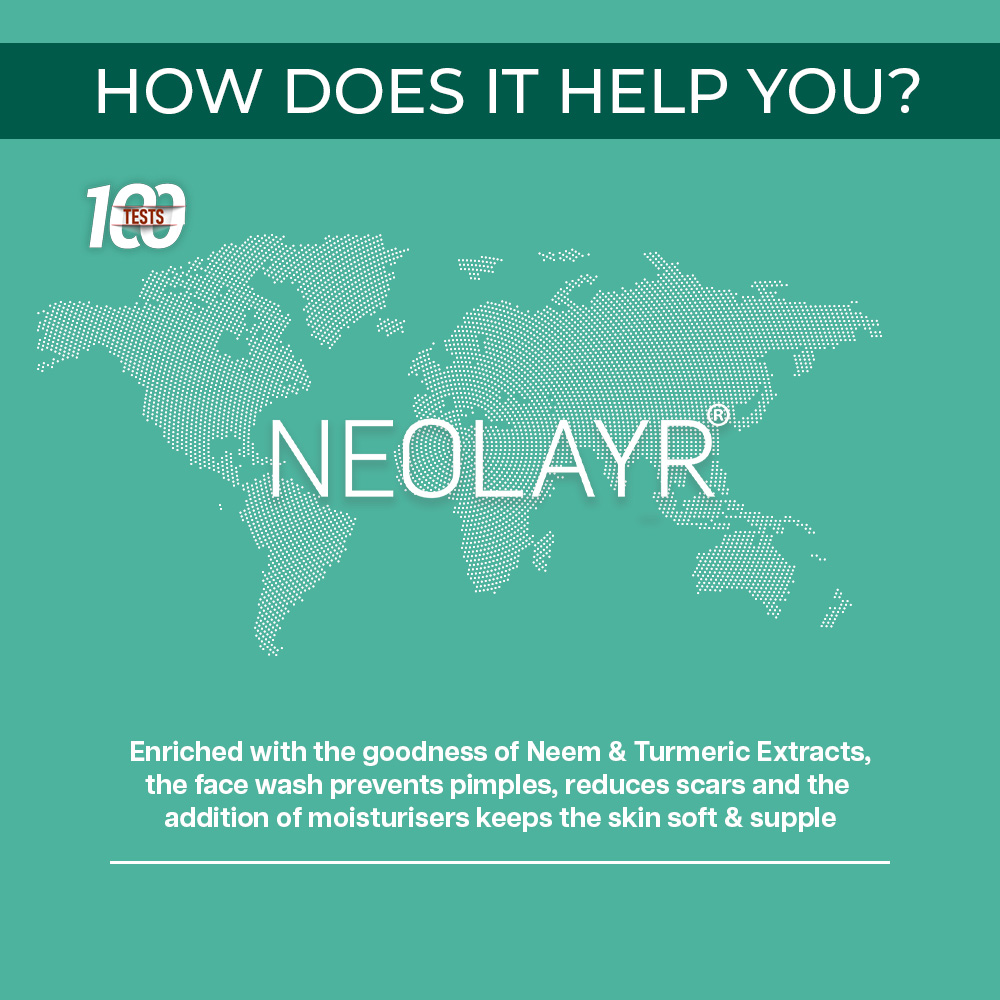 HOW DOES IT HELP YOU?
100
TESTS
NEOLAYR®
Enriched with the goodness of Neem & Turmeric Extracts,
the face wash prevents pimples, reduces scars and the
addition of moisturisers keeps the skin soft & supple